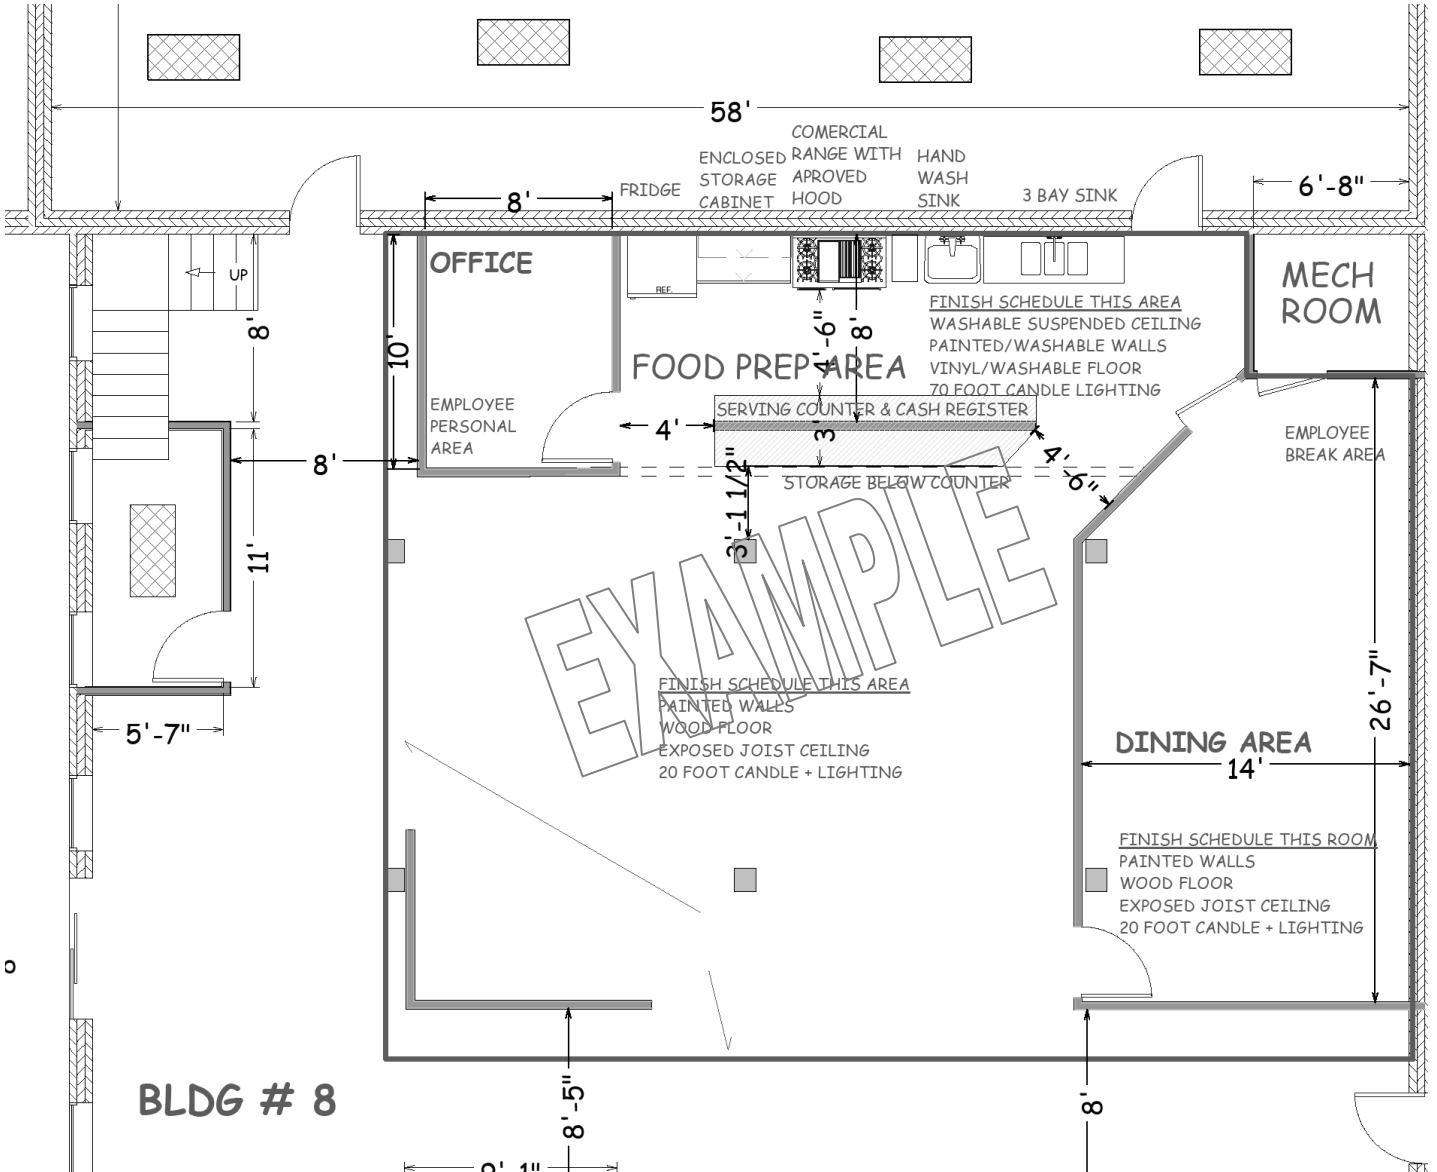 58'
COMERCIAL
RANGE WITH
APROVED
HOOD
ENCLOSED
STORAGE
CABINET
HAND
WASH
SINK
FRIDGE
3 BAY SINK
6'-8"
8'
OFFICE
UP
MECH
ROOM
REF.
8'
10'
4'-6"
8'
FINISH SCHEDULE THIS AREA
WASHABLE SUSPENDED CEILING
PAINTED/WASHABLE WALLS
VINYL/WASHABLE FLOOR
70 FOOT CANDLE LIGHTING
FOOD PREP AREA
EMPLOYEE
PERSONAL
AREA
SERVING COUNTER & CASH REGISTER
4'
3'
EMPLOYEE
BREAK AREA
8'
4'-6"
STORAGE BELOW COUNTER
3'-1 1/2"
11'
EXAMPLE
FINISH SCHEDULE THIS AREA
PAINTED WALLS
WOOD FLOOR
EXPOSED JOIST CEILING
20 FOOT CANDLE + LIGHTING
26'-7"
5'-7"
DINING AREA
14'
FINISH SCHEDULE THIS ROOM
PAINTED WALLS
WOOD FLOOR
EXPOSED JOIST CEILING
20 FOOT CANDLE + LIGHTING
BLDG # 8
8'-5"
8'